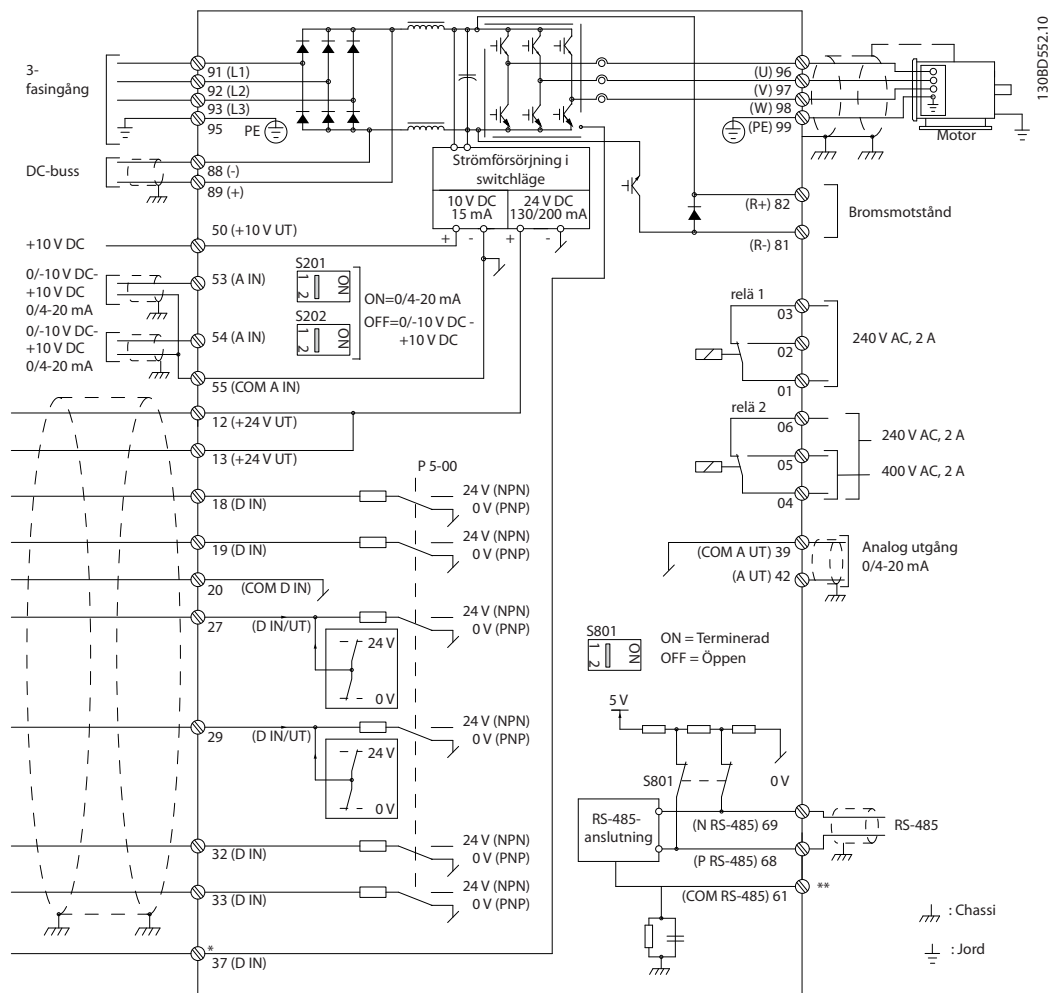 130BD552.10
3-
fasingång
91 (L1)
92 (L2)
93 (L3)
95
PE
DC-buss
88 (-)
89 (+)
50 (+10 V UT)
+10 V DC
0/-10 V DC-
+10 V DC
0/4-20 mA
53 (A IN)
0/-10 V DC-
+10 V DC
0/4-20 mA
54 (A IN)
55 (COM A IN)
12 (+24 V UT)
13 (+24 V UT)
18 (D IN)
19 (D IN)
20
(COM D IN)
27
(D IN/UT)
24 V
0 V
29
(D IN/UT)
24 V
0 V
32 (D IN)
33 (D IN)
*
37 (D IN)
Strömförsörjning i
switchläge
10 V DC
15 mA
24 V DC
130/200 mA
+ - + -
S201
1 2
ON
S202
1 2
ON
ON=0/4-20 mA
OFF=0/-10 V DC -
+10 V DC
P 5-00
24 V (NPN)
0 V (PNP)
24 V (NPN)
0 V (PNP)
24 V (NPN)
0 V (PNP)
24 V (NPN)
0 V (PNP)
24 V (NPN)
0 V (PNP)
24 V (NPN)
0 V (PNP)
(U) 96
(V) 97
(W) 98
(PE) 99
Motor
(R+) 82
Bromsmotstånd
(R-) 81
relä 1
03
02
01
240 V AC, 2 A
relä 2
06
05
04
240 V AC, 2 A
400 V AC, 2 A
(COM A UT) 39
(A UT) 42
Analog utgång
0/4-20 mA
S801
1 2
ON
ON = Terminerad
OFF = Öppen
5 V
S801
0 V
RS-485-
anslutning
(N RS-485) 69
RS-485
(P RS-485) 68
(COM RS-485) 61
**
: Chassi
: Jord